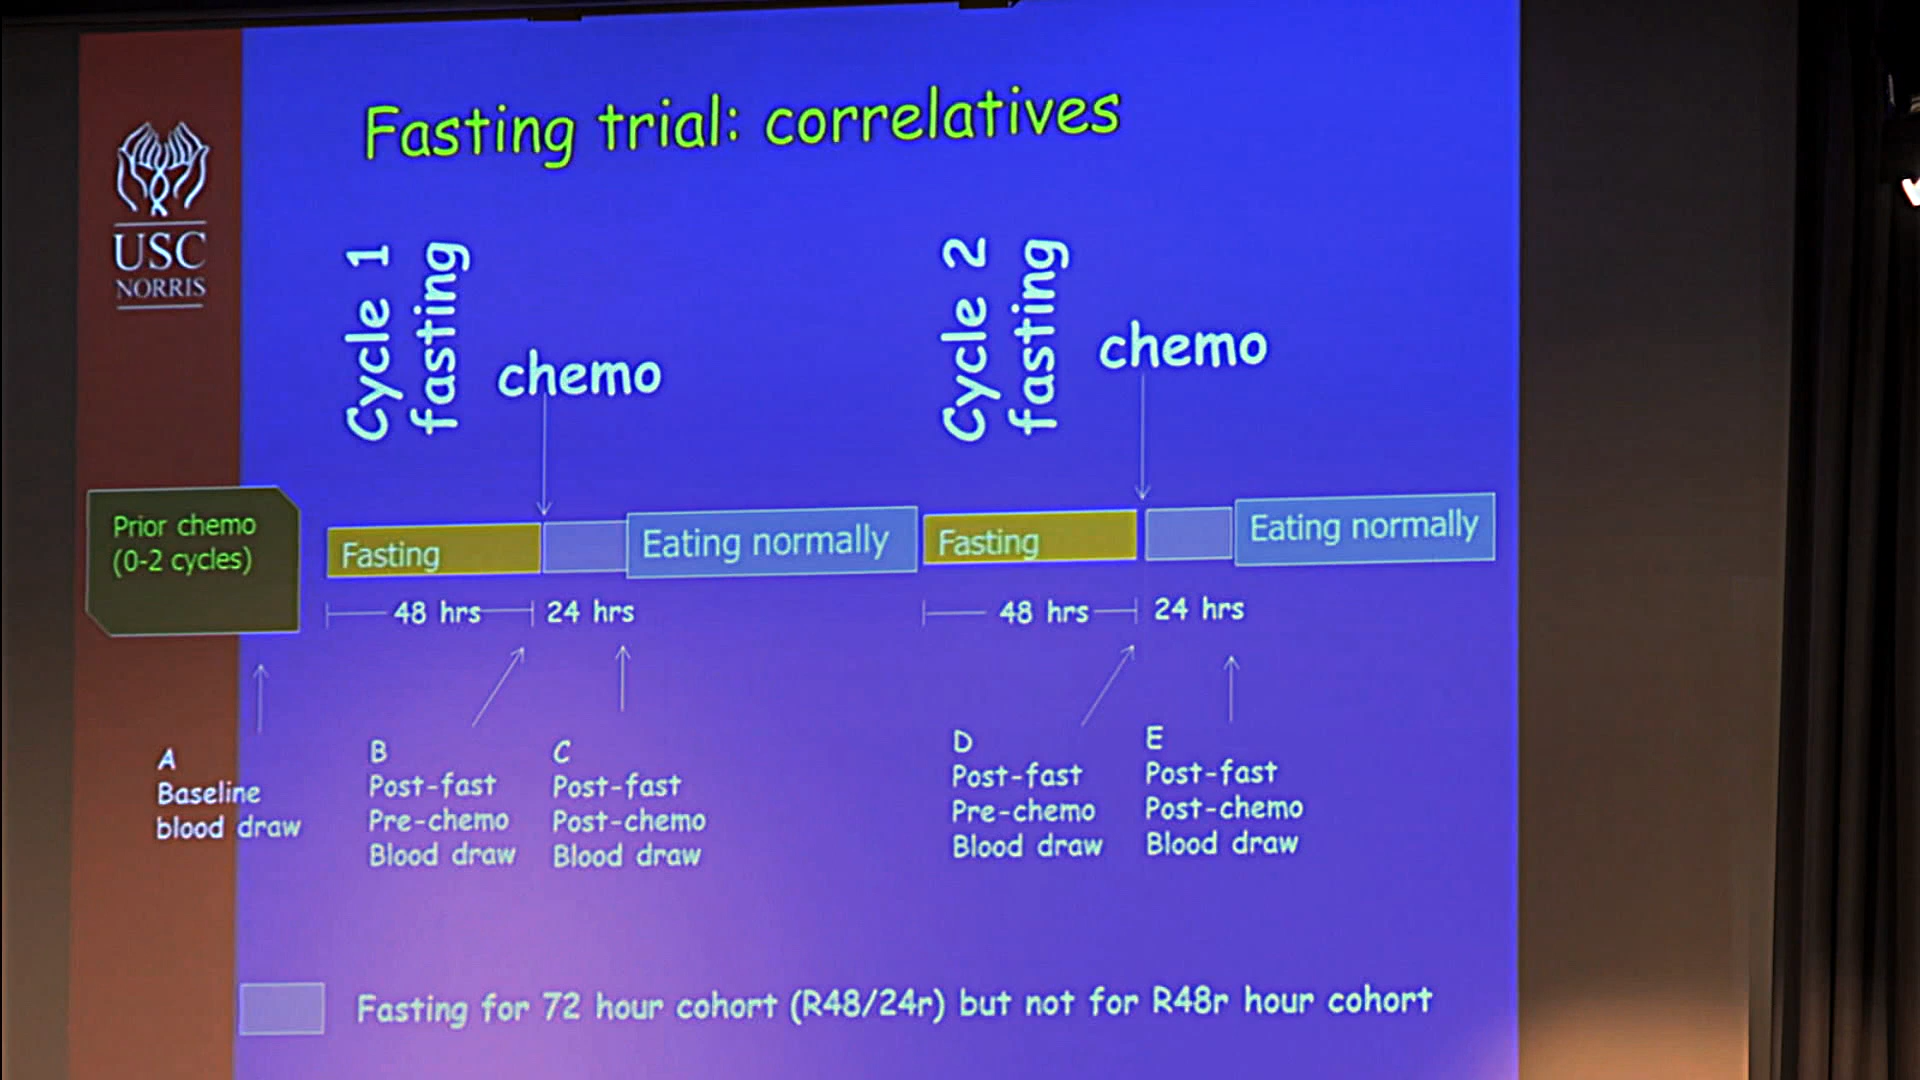 Fasting trial: correlatives
USC
NORRIS
Cycle 1
fasting
chemo
Cycle 2
fasting
chemo
Prior chemo
(0-2 cycles)
Fasting
Eating normally
Fasting
Eating normally
48 hrs
24 hrs
48 hrs
24 hrs
A
Baseline
blood draw
B
Post-fast
Pre-chemo
Blood draw
C
Post-fast
Post-chemo
Blood draw
D
Post-fast
Pre-chemo
Blood draw
E
Post-fast
Post-chemo
Blood draw
Fasting for 72 hour cohort (R48/24r) but not for R48r hour cohort